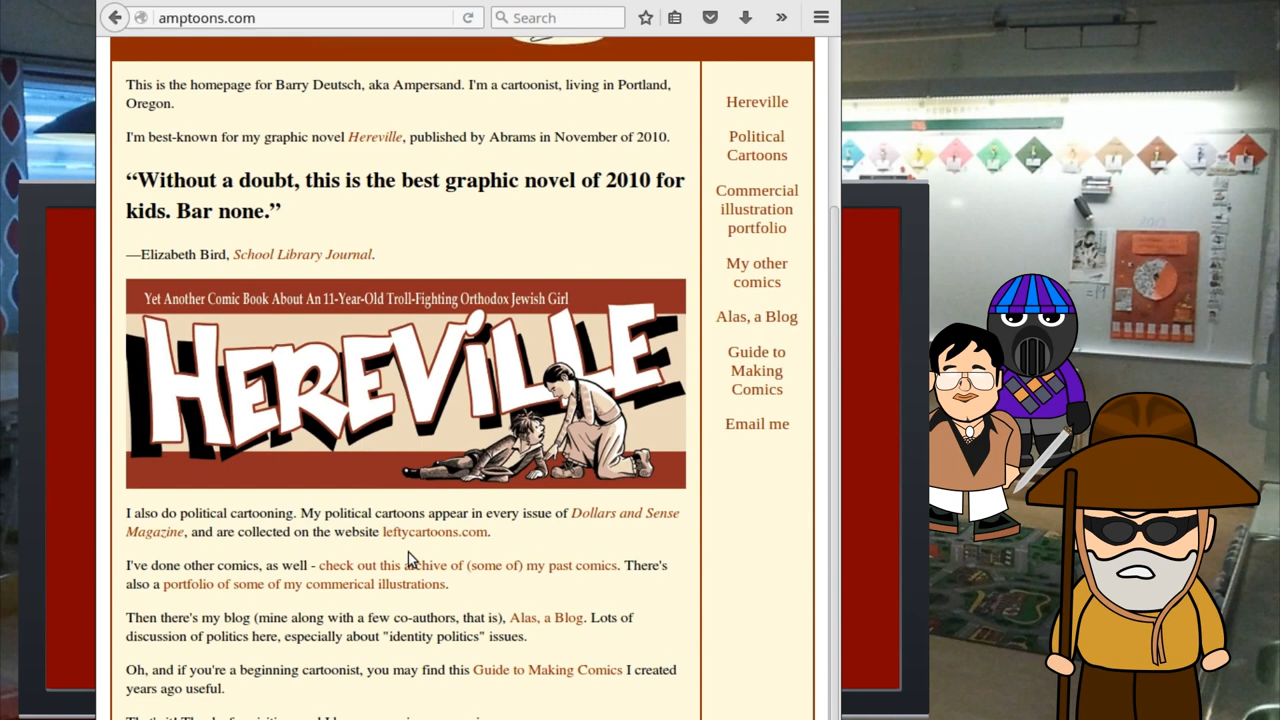 amptoons.com
Search
This is the homepage for Barry Deutsch, aka Ampersand. I'm a cartoonist, living in Portland,
Oregon.
I'm best-known for my graphic novel Hereville, published by Abrams in November of 2010.
“Without a doubt, this is the best graphic novel of 2010 for
kids. Bar none.”
—Elizabeth Bird, School Library Journal.
Yet Another Comic Book About An 11-Year-Old Troll-Fighting Orthodox Jewish Girl
HEREViLLE
I also do political cartooning. My political cartoons appear in every issue of Dollars and Sense
Magazine, and are collected on the website leftycartoons.com.
I've done other comics, as well - check out this archive of (some of) my past comics. There's
also a portfolio of some of my commerical illustrations.
Then there's my blog (mine along with a few co-authors, that is), Alas, a Blog. Lots of
discussion of politics here, especially about "identity politics" issues.
Oh, and if you're a beginning cartoonist, you may find this Guide to Making Comics I created
years ago useful.
Hereville
Political
Cartoons
Commercial
illustration
portfolio
My other
comics
Alas, a Blog
Guide to
Making
Comics
Email me